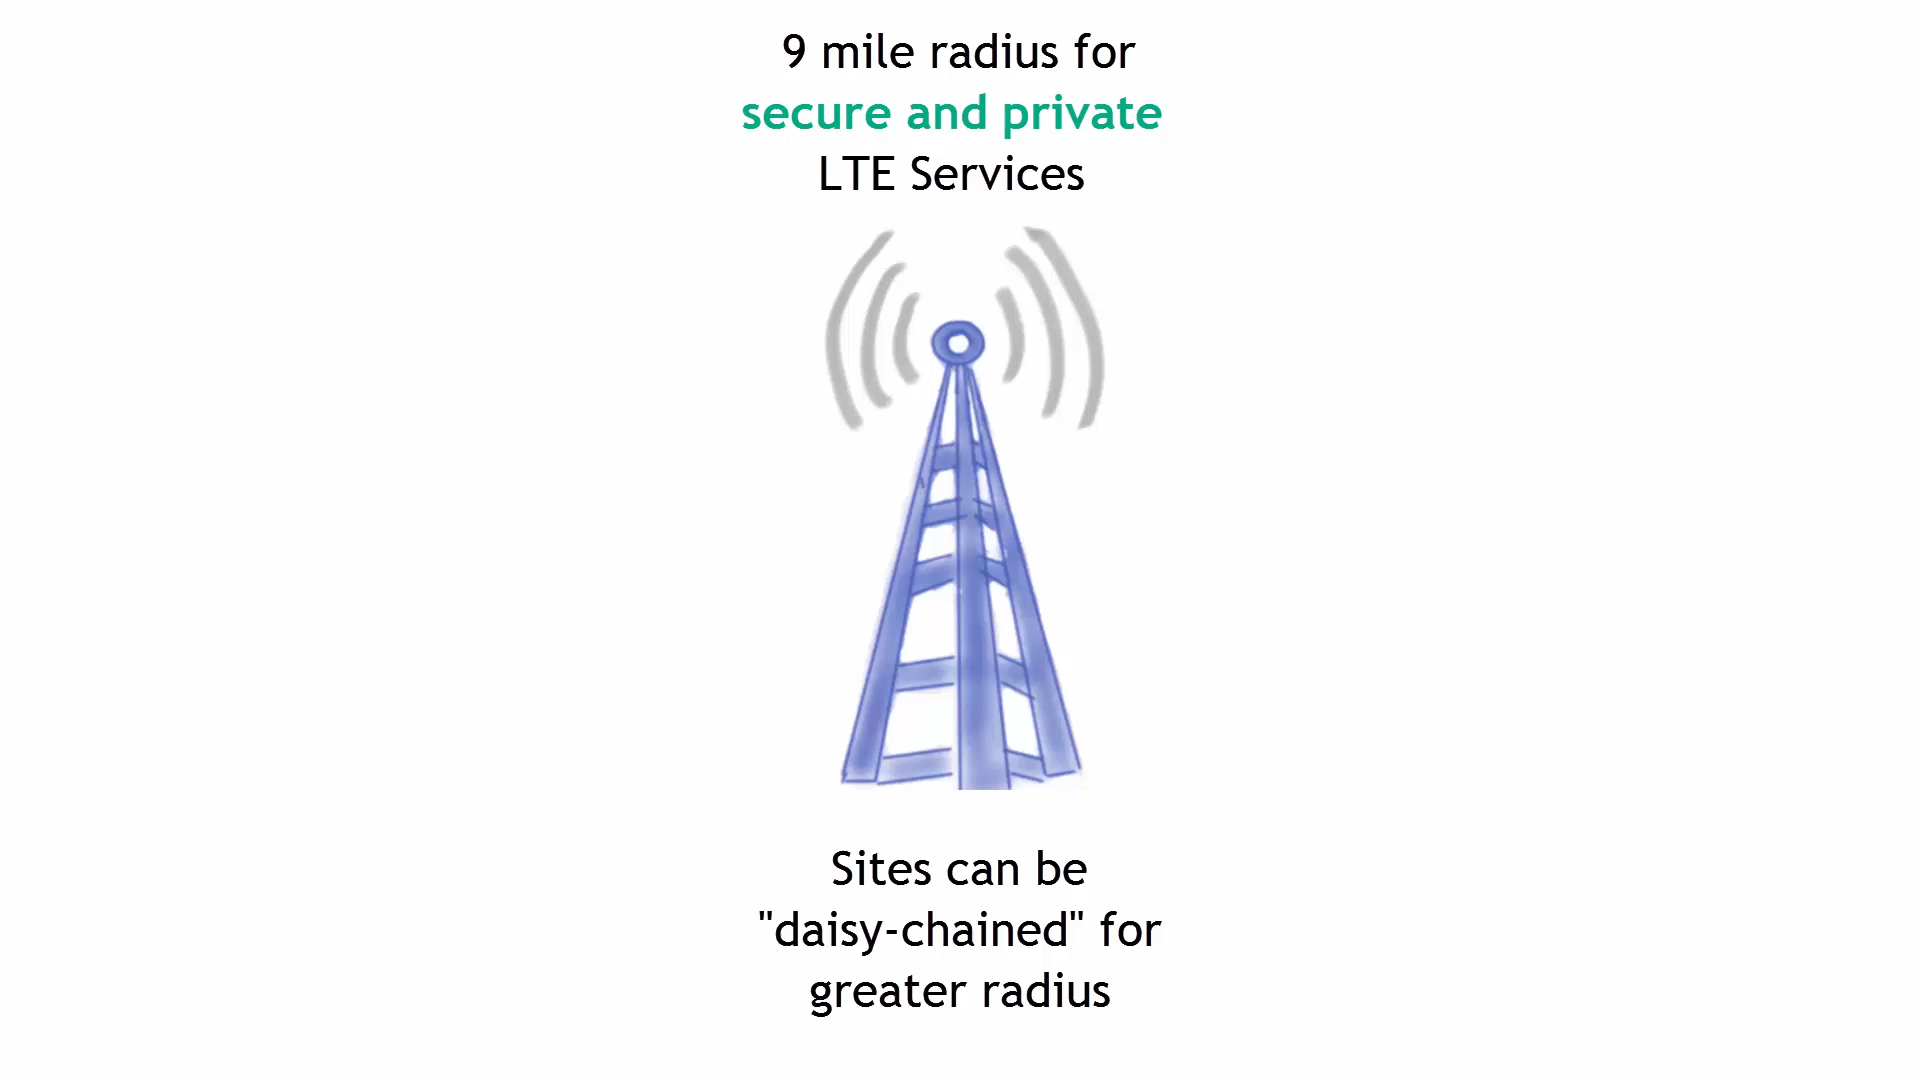 9 mile radius for
secure and private
LTE Services
Sites can be
"daisy-chained" for
greater radius